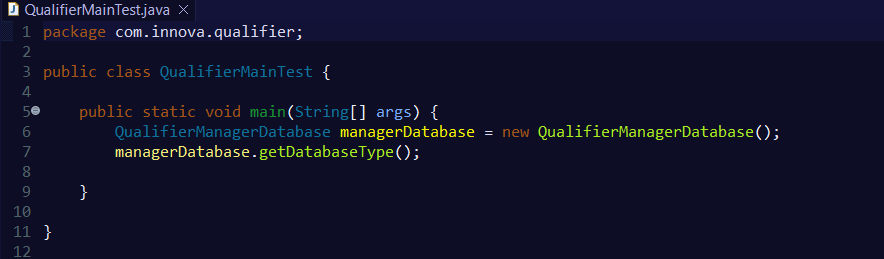 QualifierMainTest.java
1 package com.innova.qualifier;
2
3 public class QualifierMainTest {
4
5 public static void main(String[] args) {
6 QualifierManagerDatabase managerDatabase = new QualifierManagerDatabase();
7 managerDatabase.getDatabaseType();
8
9 }
10
11 }
12